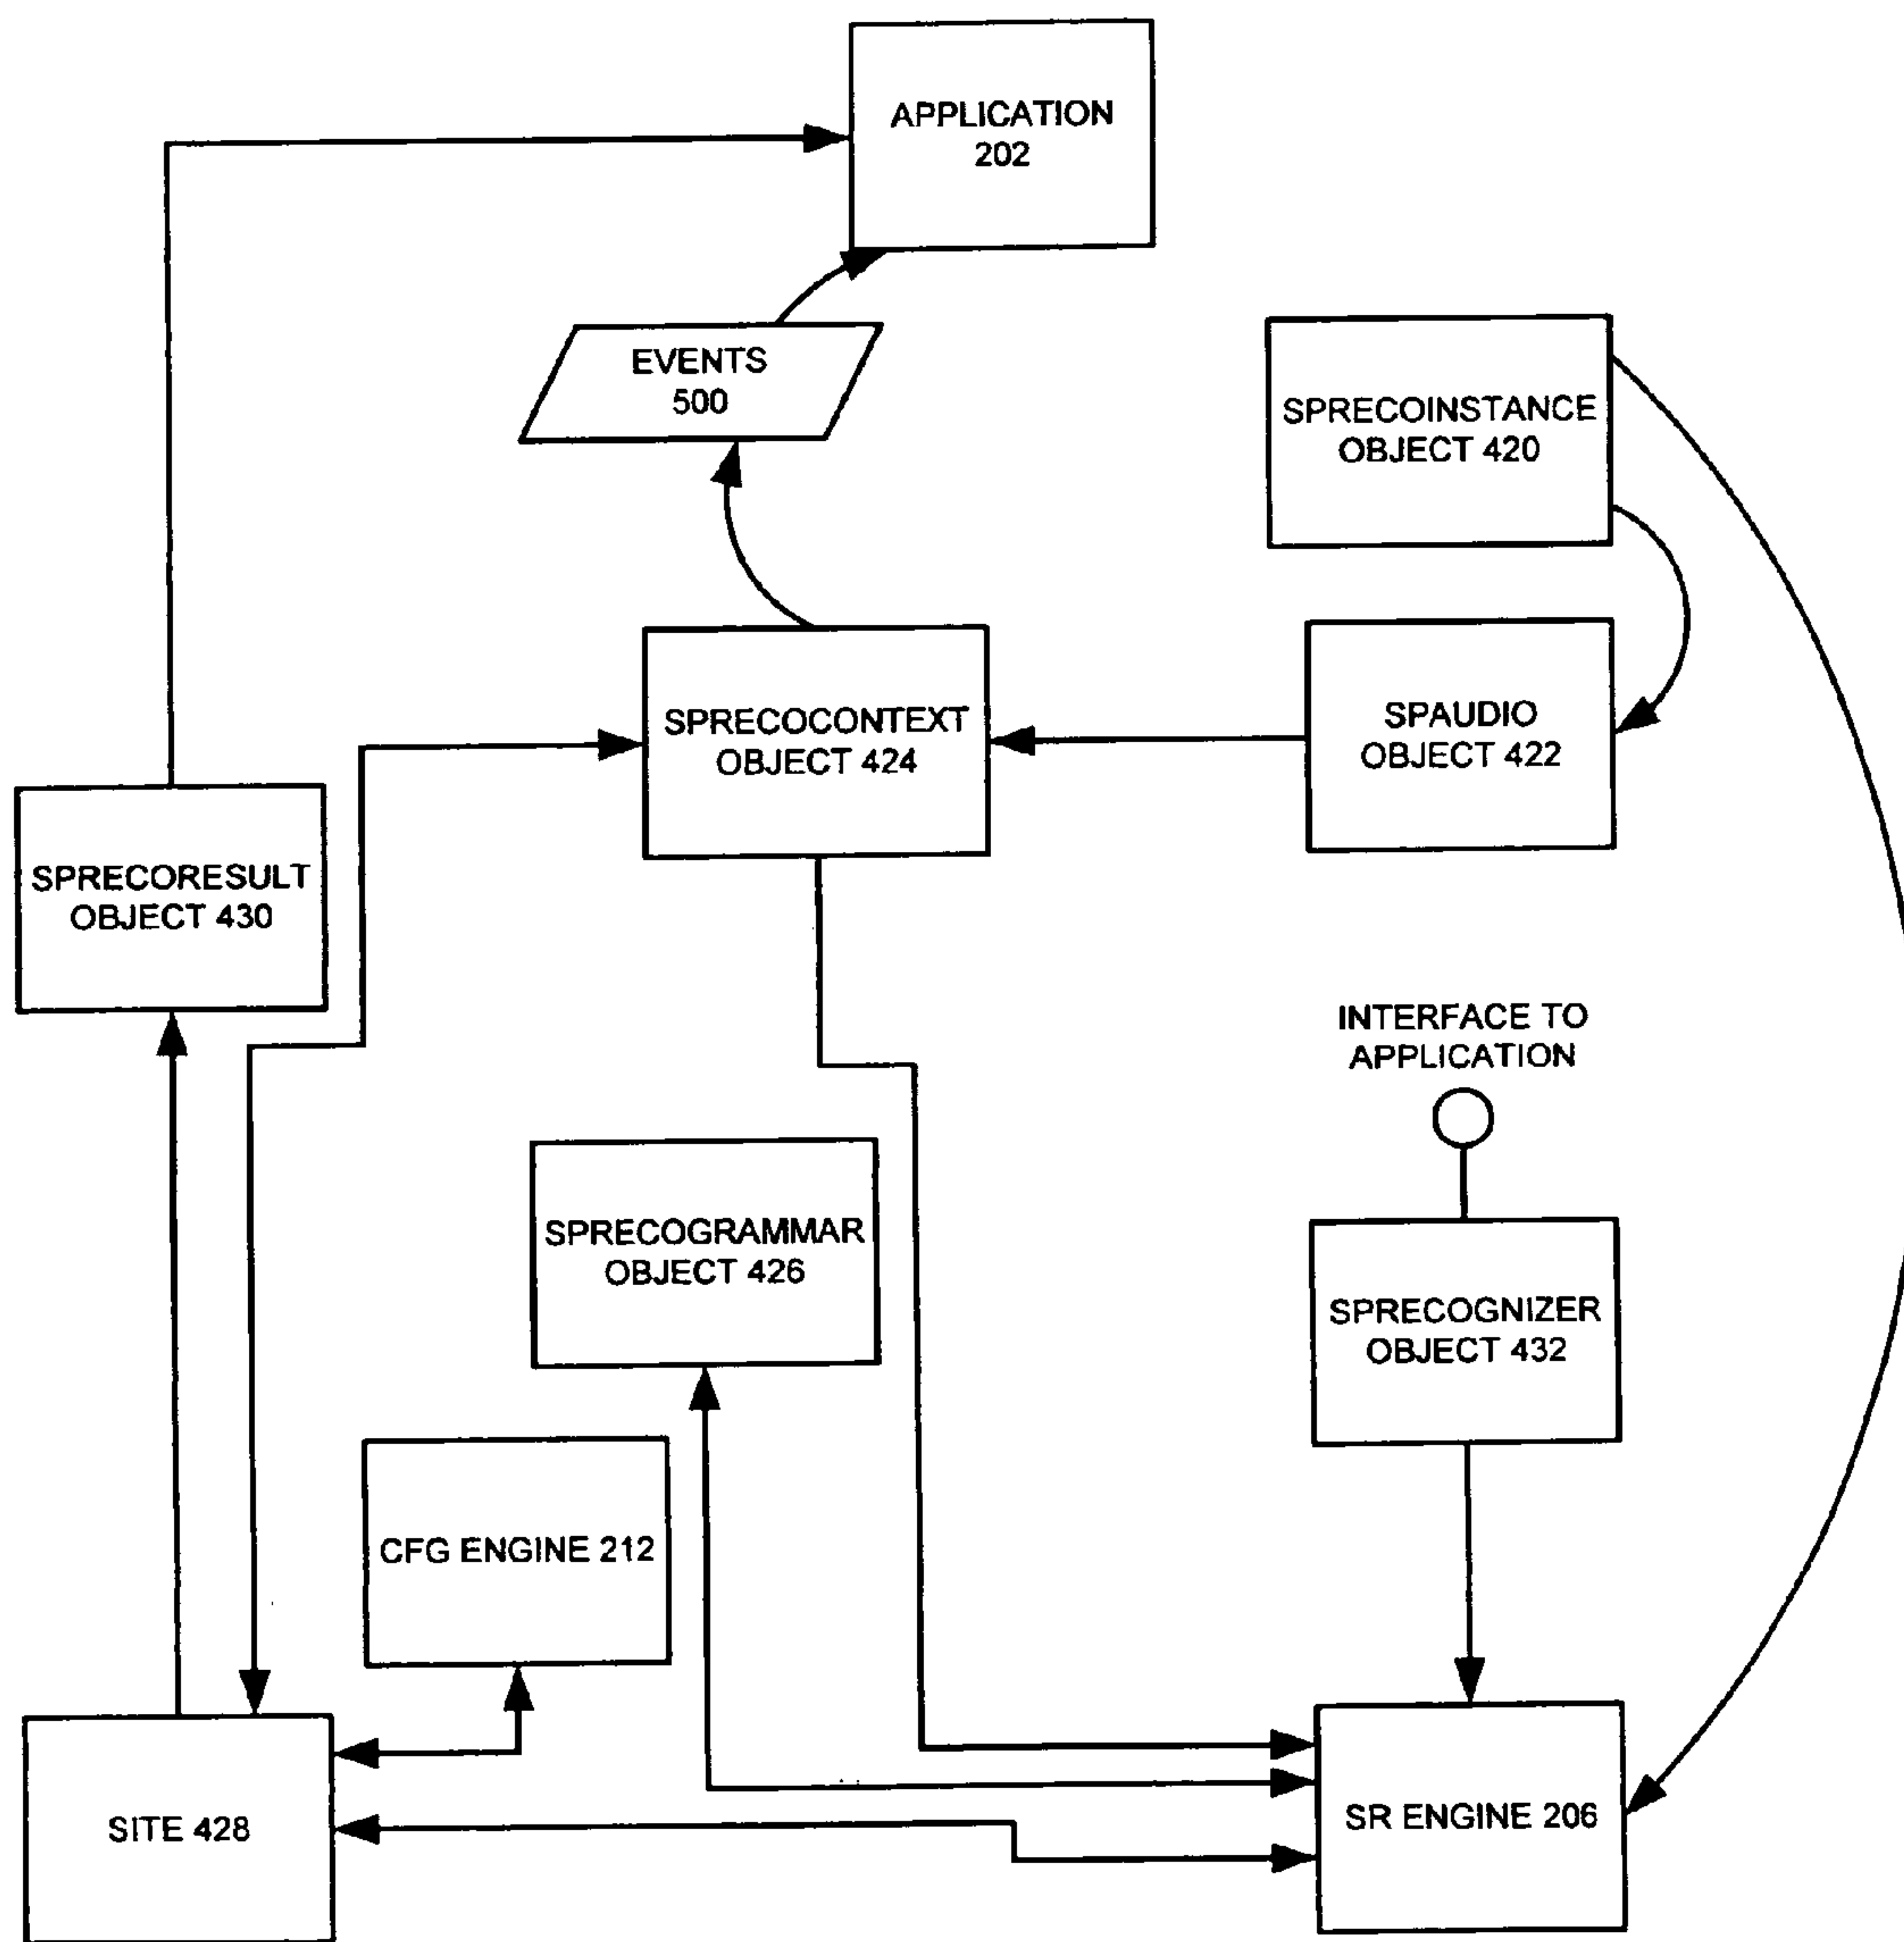 APPLICATION
202
EVENTS
500
SPRECOINSTANCE
OBJECT 420
SPRECOCONTEXT
OBJECT 424
SPAUDIO
OBJECT 422
SPRECORESULT
OBJECT 430
INTERFACE TO
APPLICATION
SPRECOGRAMMAR
OBJECT 426
SPRECOGNIZER
OBJECT 432
CFG ENGINE 212
SITE 428
SR ENGINE 206